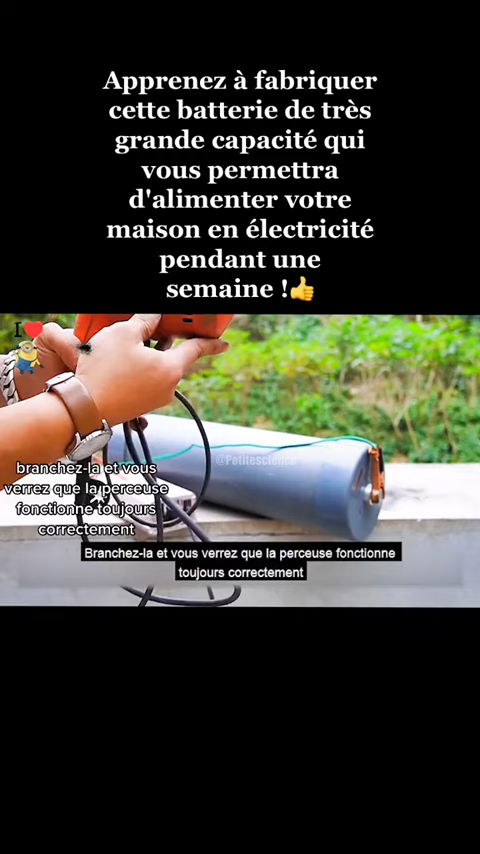 Apprenez à fabriquer
cette batterie de très
grande capacité qui
vous permettra
d'alimenter votre
maison en électricité
pendant une
semaine !👍
I❤
@Petitescience
branchez-la et vous
verrez que la perceuse
fonctionne toujours
correctement
Branchez-la et vous verrez que la perceuse fonctionne
toujours correctement